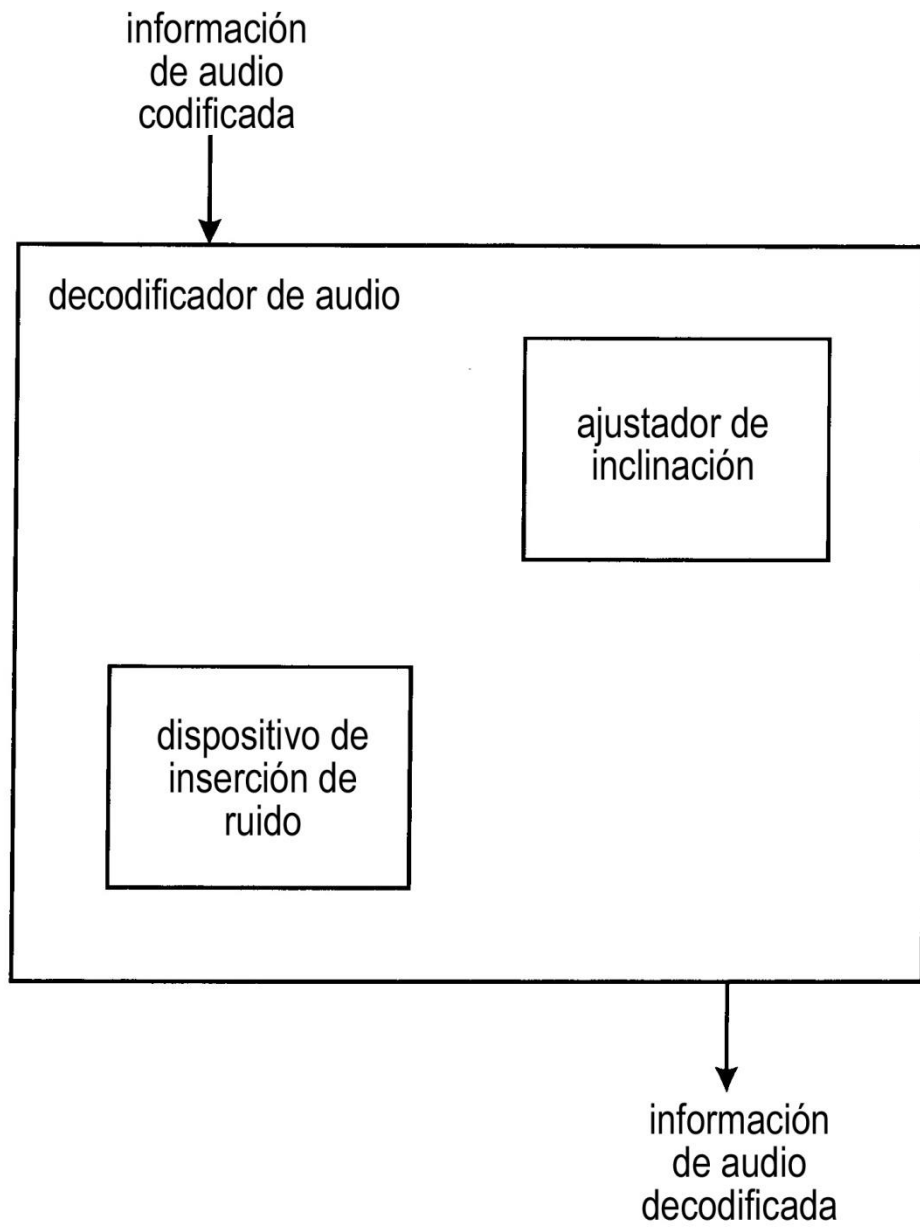 información
de audio
codificada
decodificador de audio
ajustador de
inclinación
dispositivo de
inserción de
ruido
información
de audio
decodificada